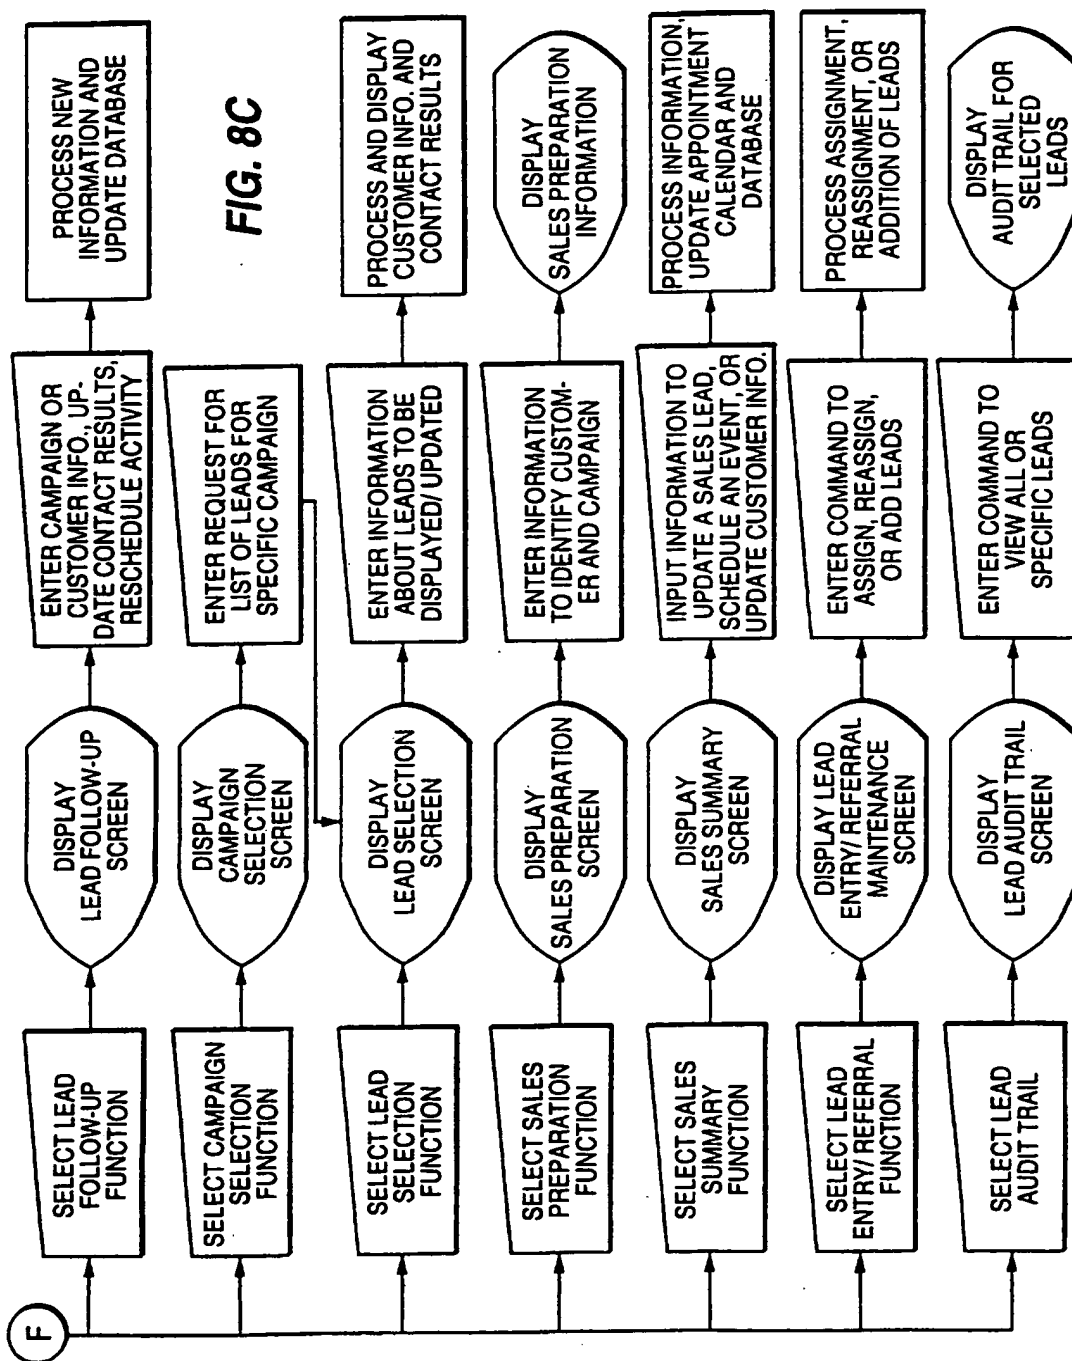 F
SELECT LEAD
FOLLOW-UP
FUNCTION
DISPLAY
LEAD FOLLOW-UP
SCREEN
ENTER CAMPAIGN OR
CUSTOMER INFO., UP-
DATE CONTACT RESULTS,
RESCHEDULE ACTIVITY
PROCESS NEW
INFORMATION AND
UPDATE DATABASE
SELECT CAMPAIGN
SELECTION
FUNCTION
DISPLAY
CAMPAIGN
SELECTION
SCREEN
ENTER REQUEST FOR
LIST OF LEADS FOR
SPECIFIC CAMPAIGN
FIG. 8C
SELECT LEAD
SELECTION
FUNCTION
DISPLAY
LEAD SELECTION
SCREEN
ENTER INFORMATION
ABOUT LEADS TO BE
DISPLAYED/ UPDATED
PROCESS AND DISPLAY
CUSTOMER INFO. AND
CONTACT RESULTS
SELECT SALES
PREPARATION
FUNCTION
DISPLAY
SALES PREPARATION
SCREEN
ENTER INFORMATION
TO IDENTIFY CUSTOM-
ER AND CAMPAIGN
DISPLAY
SALES PREPARATION
INFORMATION
SELECT SALES
SUMMARY
FUNCTION
DISPLAY
SALES SUMMARY
SCREEN
INPUT INFORMATION TO
UPDATE A SALES LEAD,
SCHEDULE AN EVENT, OR
UPDATE CUSTOMER INFO.
PROCESS INFORMATION,
UPDATE APPOINTMENT
CALENDAR AND
DATABASE
SELECT LEAD
ENTRY/ REFERRAL
FUNCTION
DISPLAY LEAD
ENTRY/ REFERRAL
MAINTENANCE
SCREEN
ENTER COMMAND TO
ASSIGN, REASSIGN,
OR ADD LEADS
PROCESS ASSIGNMENT,
REASSIGNMENT, OR
ADDITION OF LEADS
SELECT LEAD
AUDIT TRAIL
DISPLAY
LEAD AUDIT TRAIL
SCREEN
ENTER COMMAND TO
VIEW ALL OR
SPECIFIC LEADS
DISPLAY
AUDIT TRAIL FOR
SELECTED
LEADS